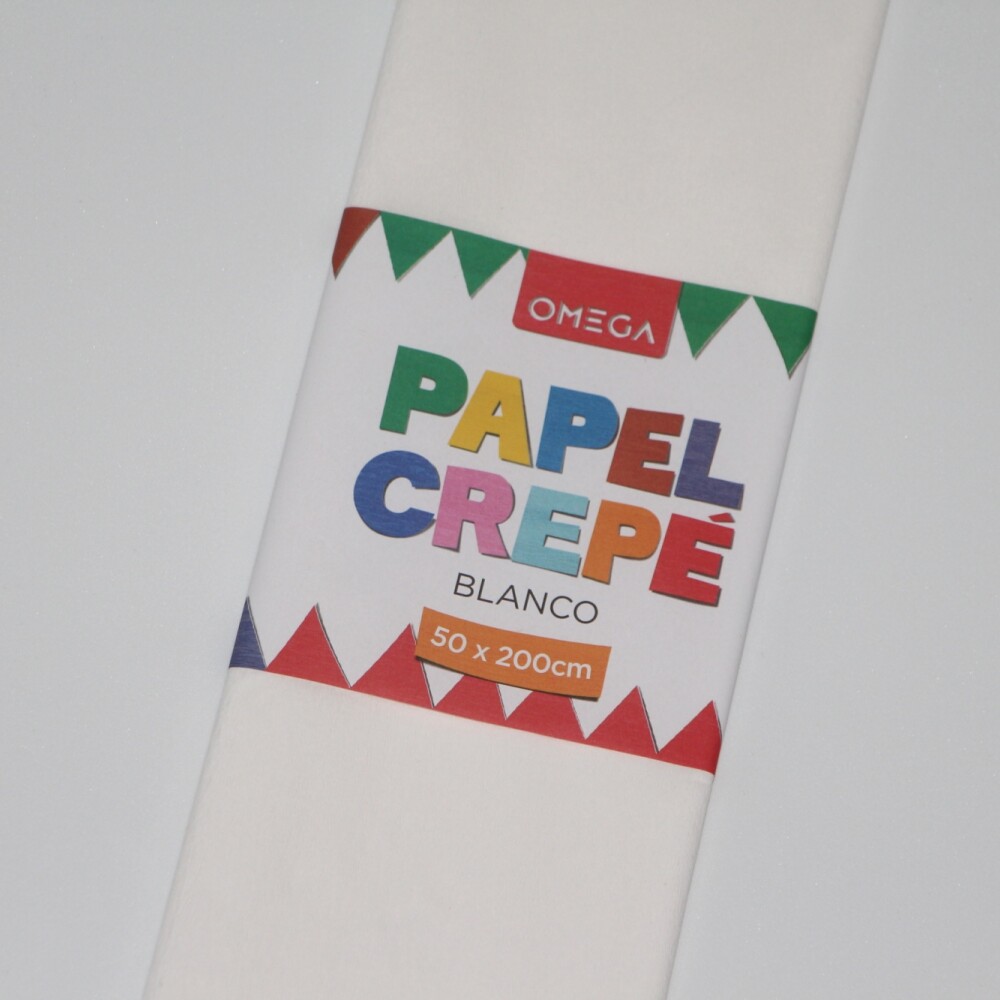 OMEGA
PAPEL
CREPÉ
BLANCO
50 x 200cm